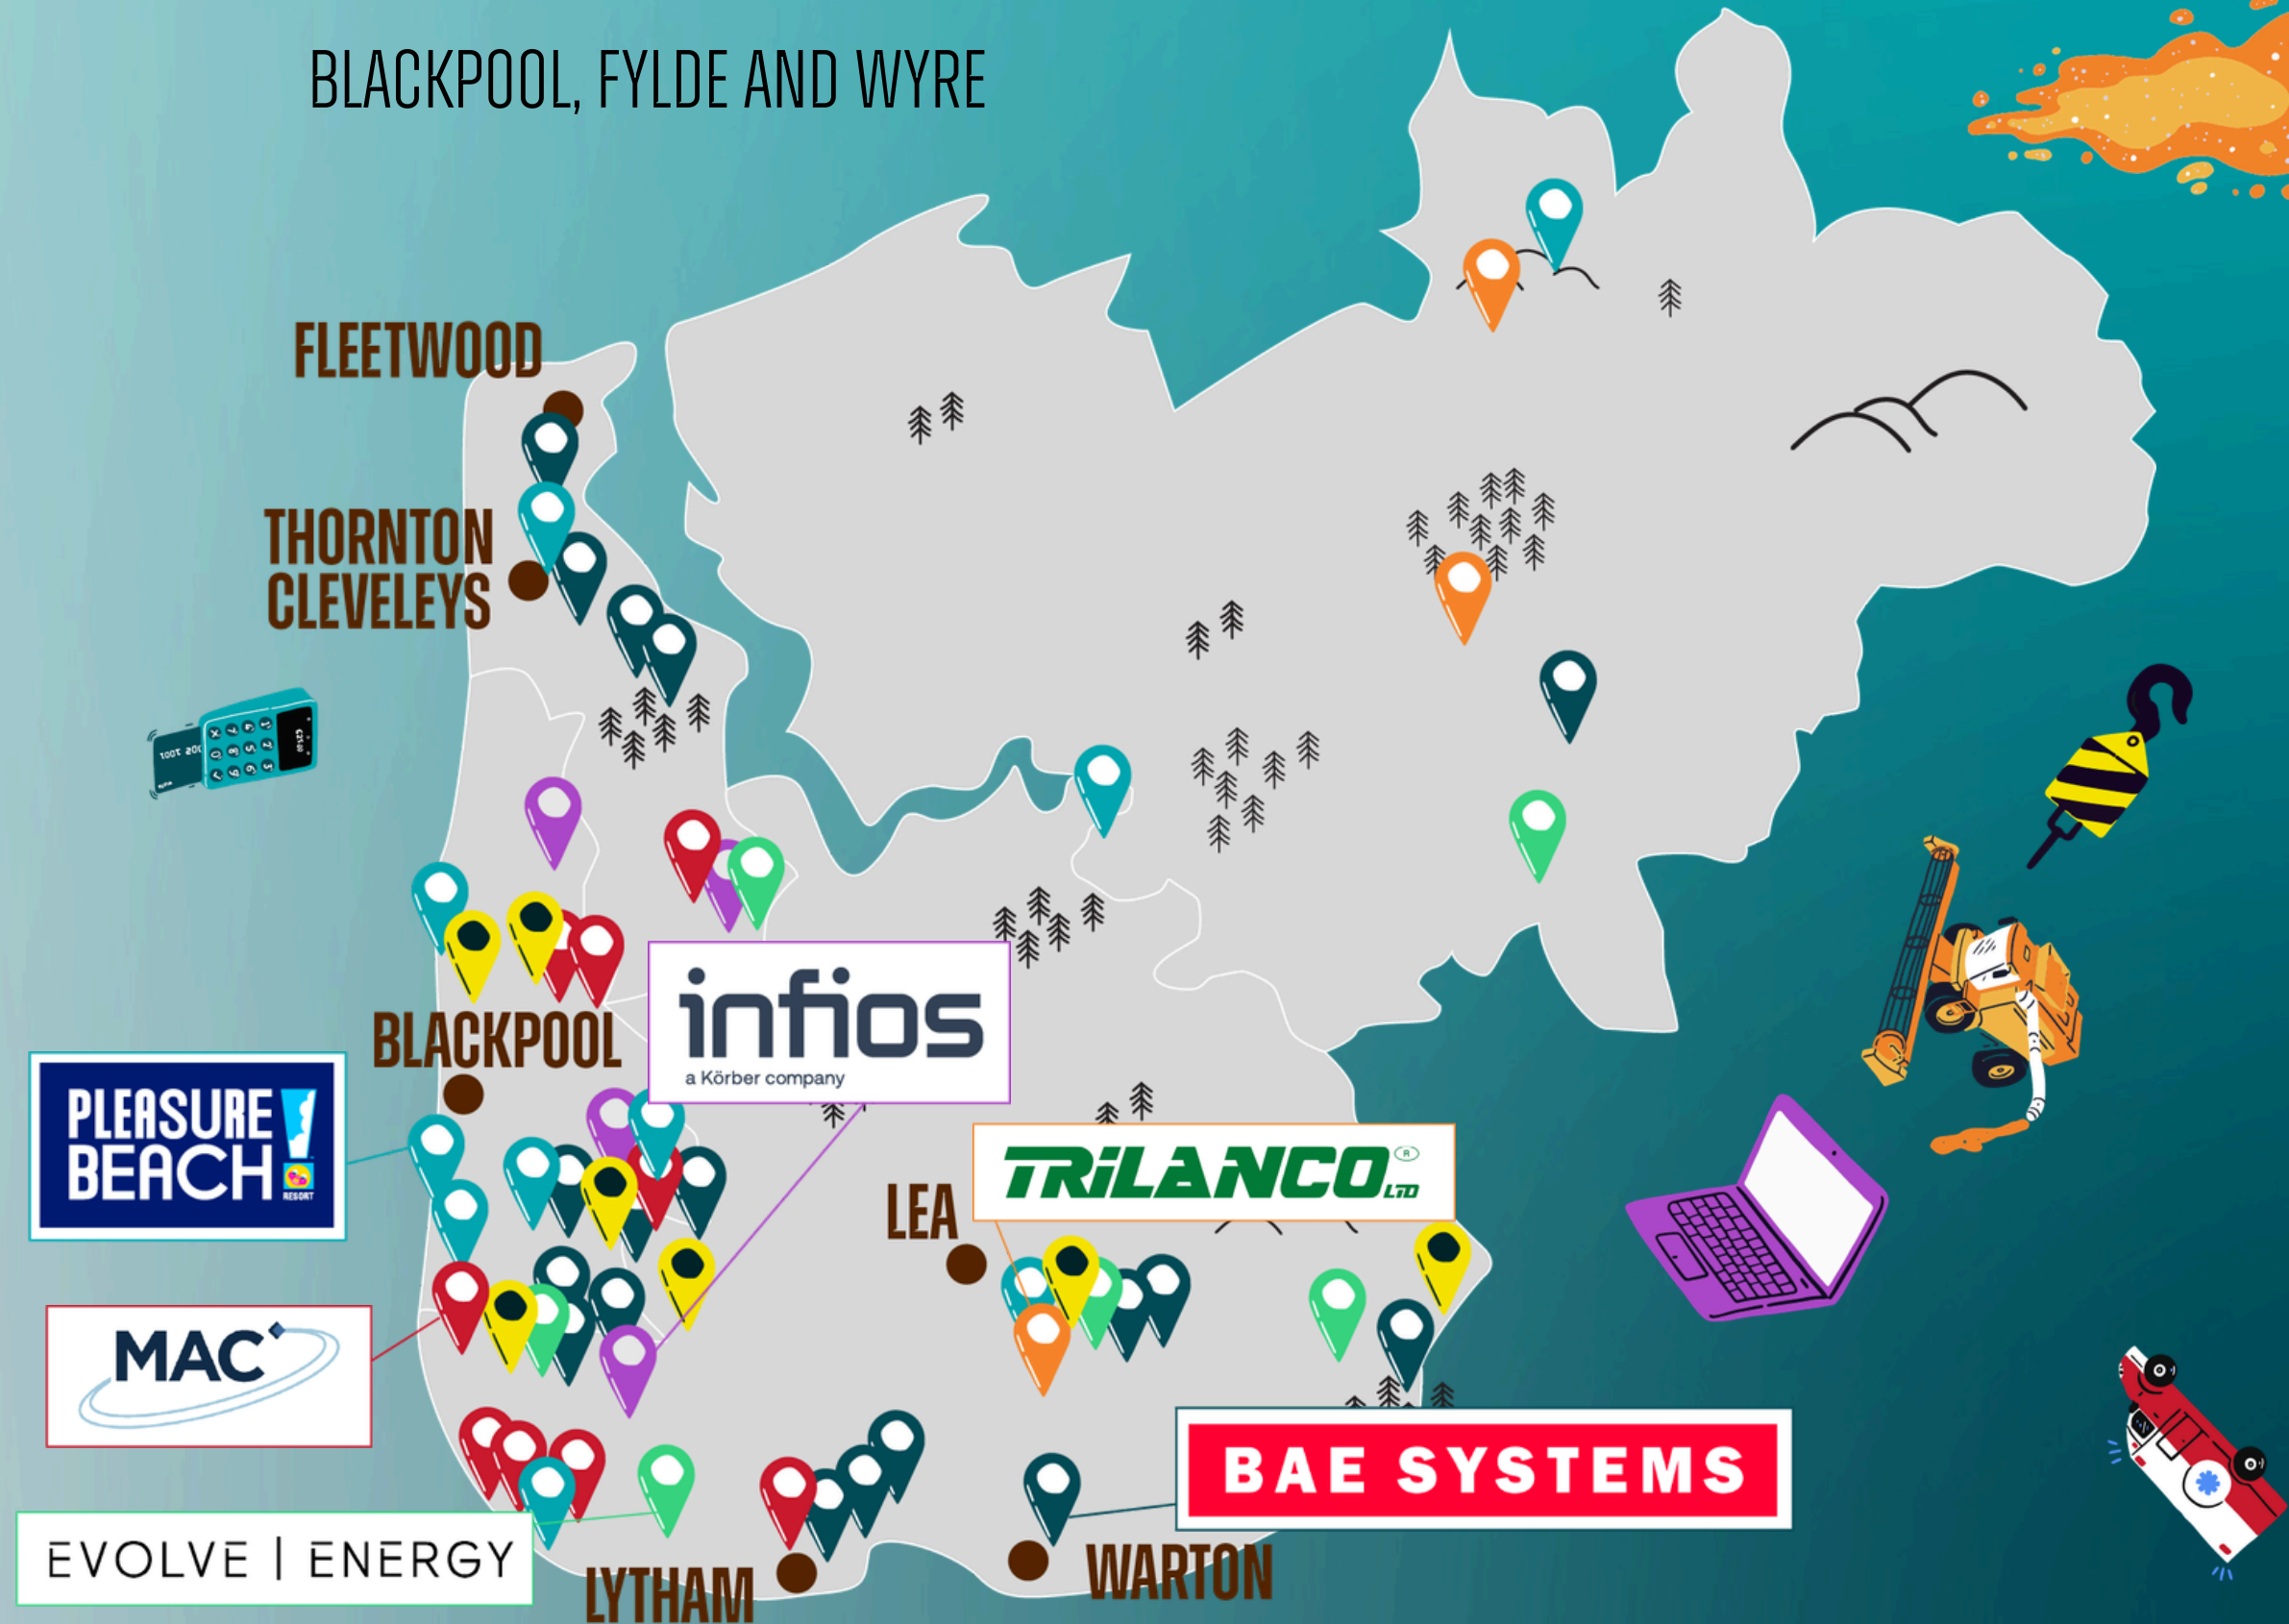 BLACKPOOL, FYLDE AND WYRE
FLEETWOOD
THORNTON
CLEVELEYS
BLACKPOOL
infios
a Körber company
PLEASURE
BEACH!
RESORT
TRiLANCO®
LTD
LEA
MAC
BAE SYSTEMS
EVOLVE | ENERGY
LYTHAM
WARTON